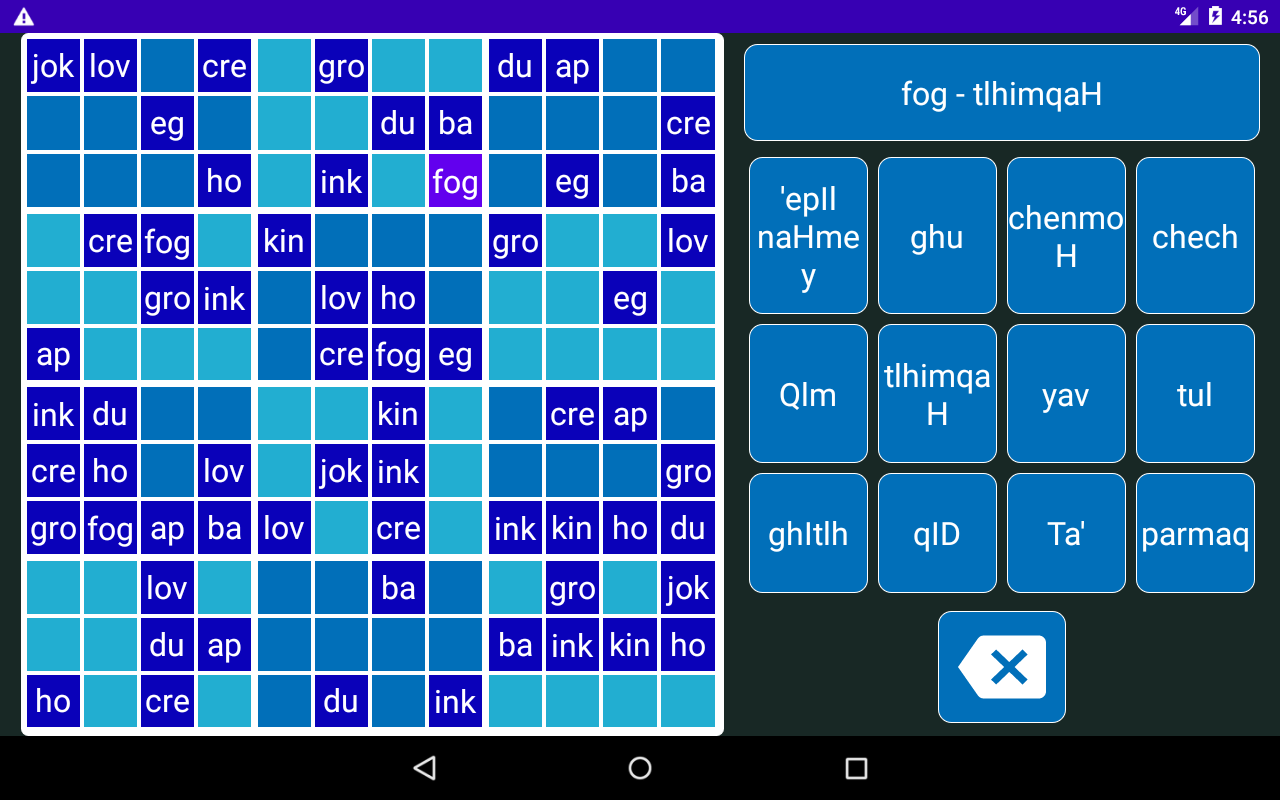 4G 4:56
jok lov cre gro du ap
eg du ba cre
ho ink fog eg ba
cre fog kin gro lov
gro ink lov ho eg
ap cre fog eg
ink du kin cre ap
cre ho lov jok ink gro
gro fog ap ba lov cre ink kin ho du
lov ba gro jok
du ap ba ink kin ho
ho cre du ink
fog - tlhimqaH
'epIl
naHme
y
ghu
chenmo
H
chech
QIm
tlhimqa
H
yav
tul
ghItlh
qID
Ta'
parmaq